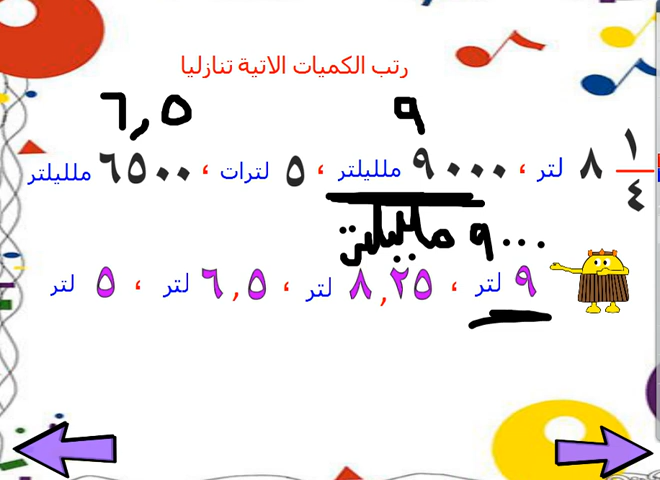 رتب الكميات الاتية تنازليا
٩ ٦,٥
٨ ١/٤ لتر ، ٩٠٠٠ ملليلتر ، ٥ لترات ، ٦٥٠٠ ملليلتر
٩٠٠٠ ملليلتر
٩ لتر ، ٨,٢٥ لتر ، ٦,٥ لتر ، ٥ لتر